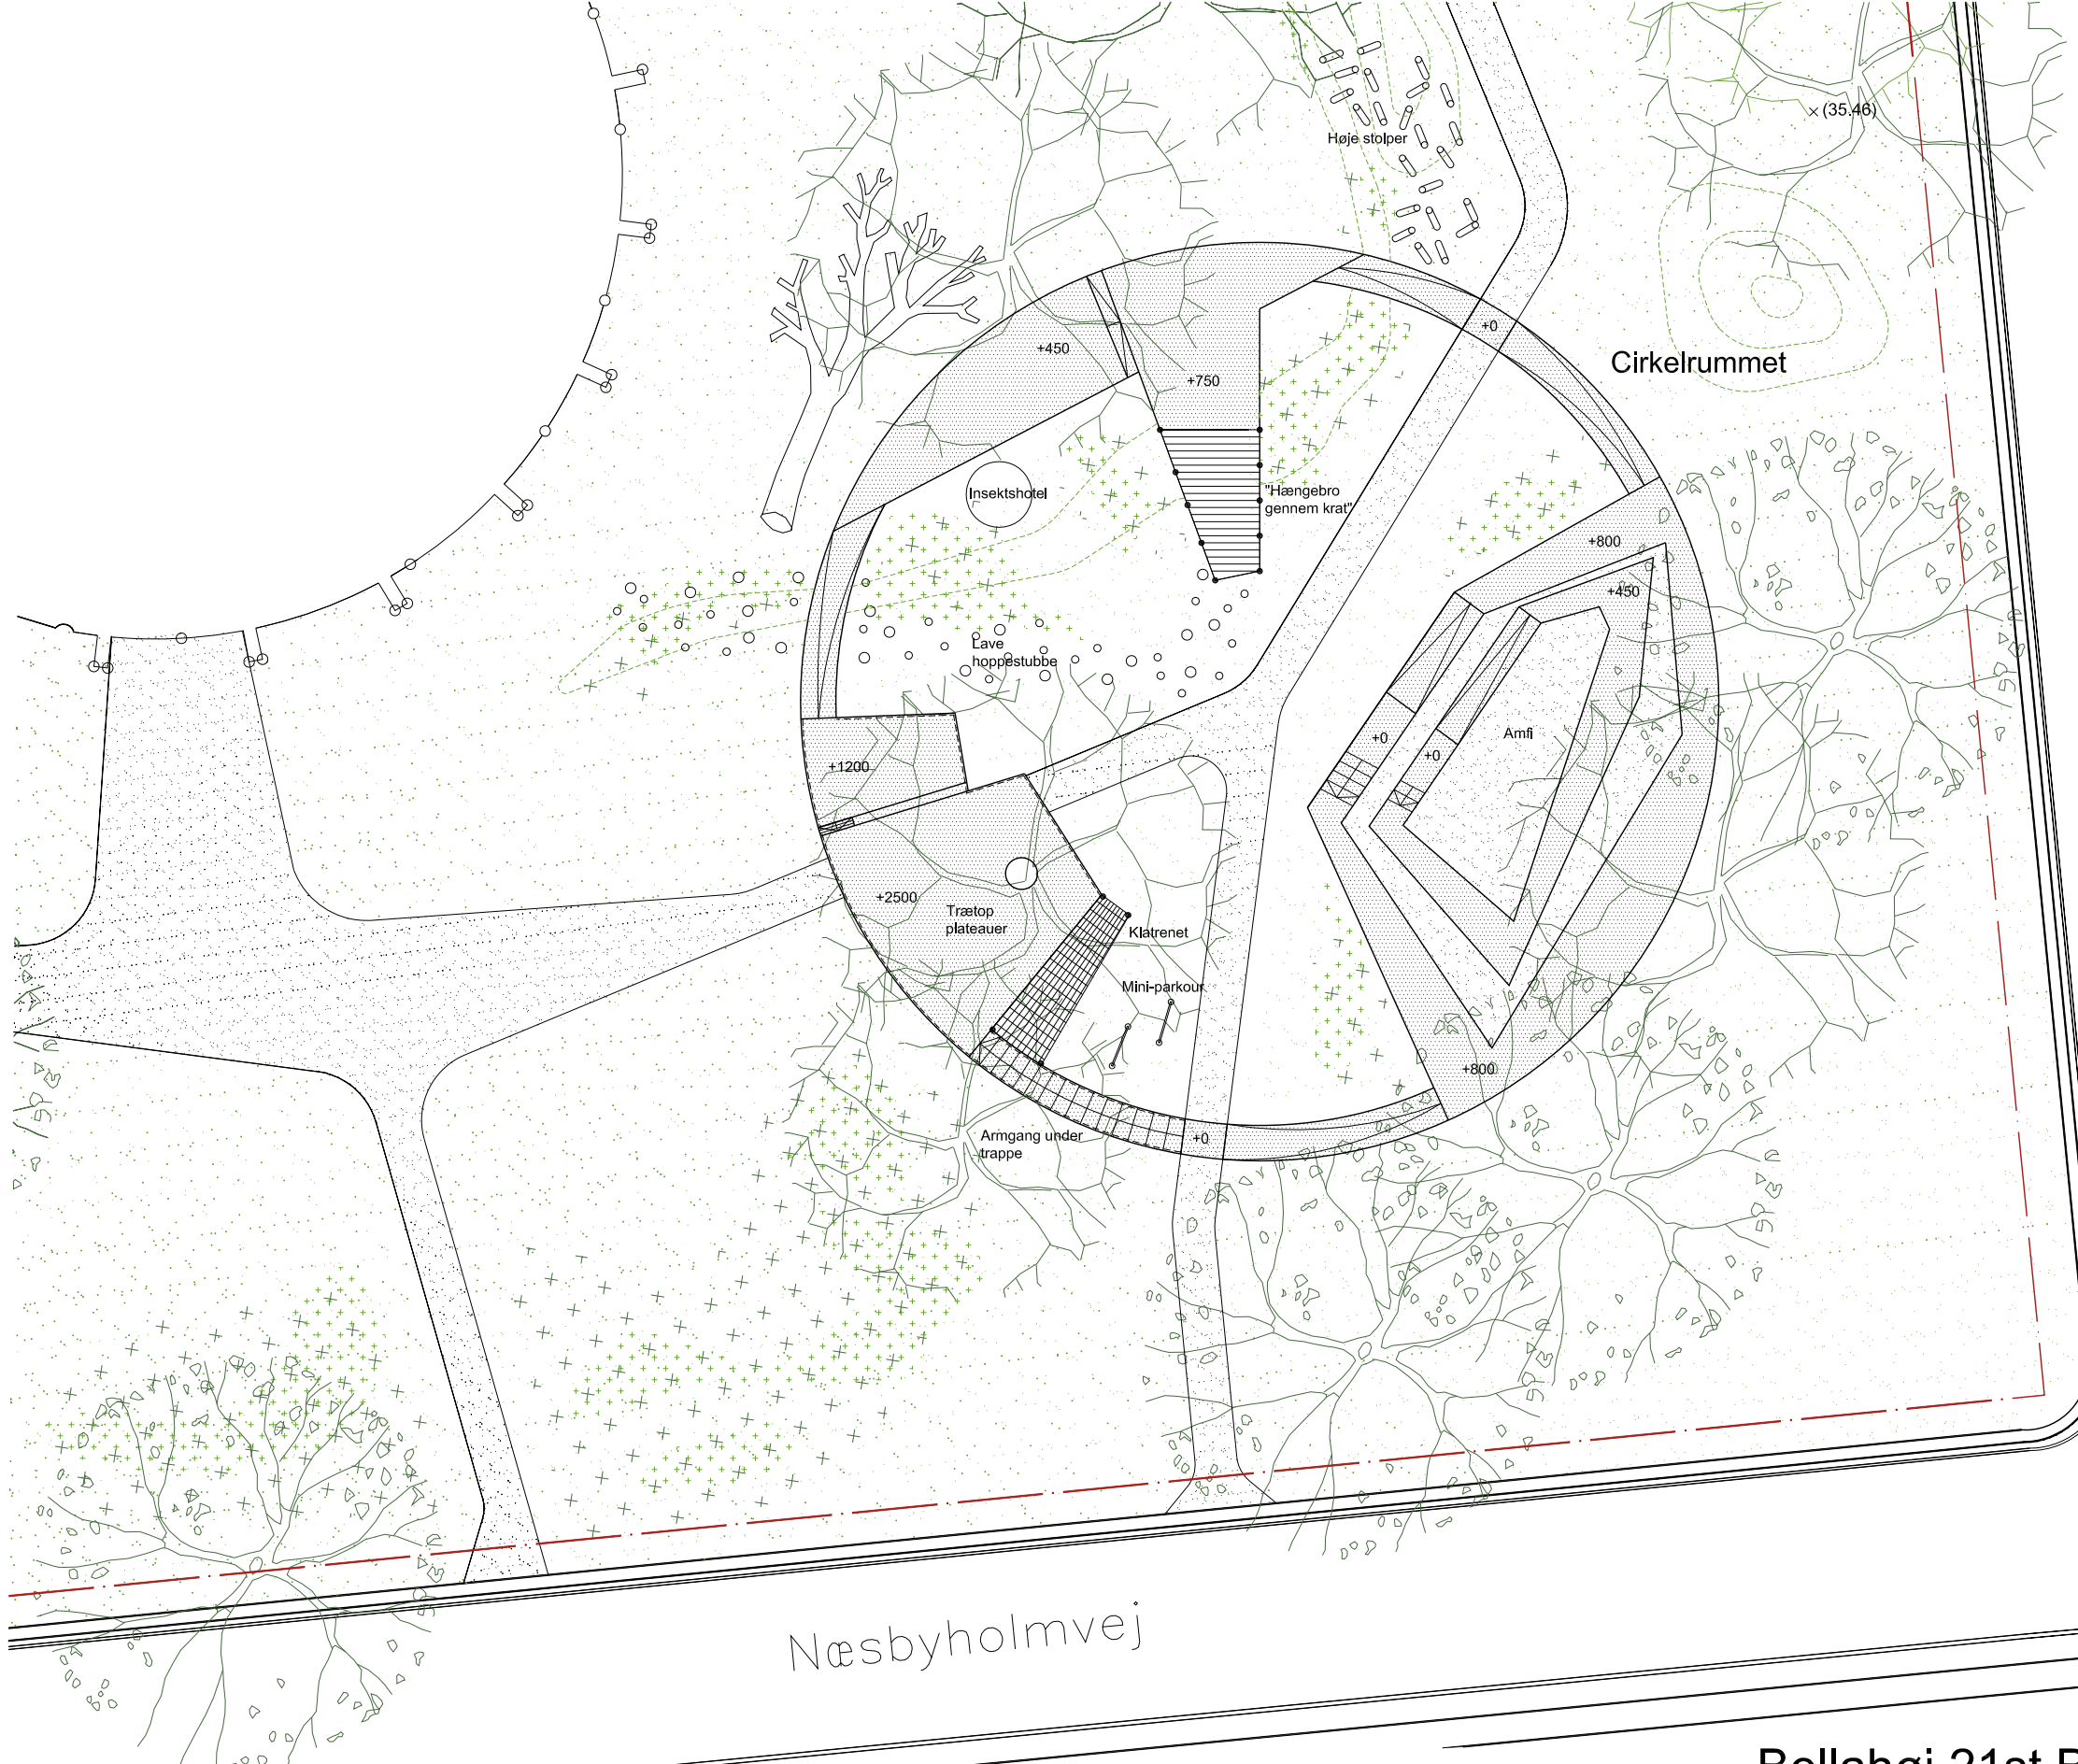 Høje stolper
(35.46)
+0
Cirkelrummet
+450
+750
Insektshotel
"Hængebro
gennem krat"
+800
+450
Lave
hoppestubbe
Amfi
+0
+0
+1200
+2500
Trætop
plateauer
Klatrenet
Mini-parkour
+800
Armgang under
trappe
+0
Næsbyholmvej